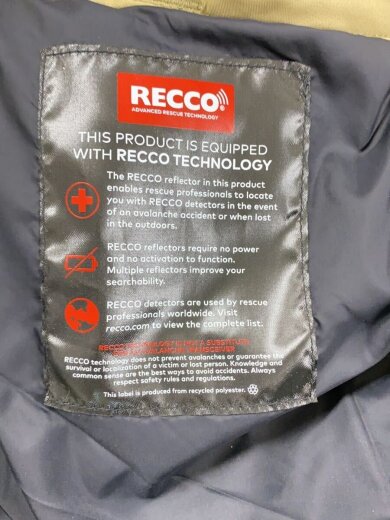 RECCO
ADVANCED RESCUE TECHNOLOGY
THIS PRODUCT IS EQUIPPED
WITH RECCO TECHNOLOGY
The RECCO reflector in this product
enables rescue professionals to locate
you with RECCO detectors in the event
of an avalanche accident or when lost
in the outdoors.
RECCO reflectors require no power
and no activation to function.
Multiple reflectors improve your
searchability.
RECCO detectors are used by rescue
professionals worldwide. Visit
recco.com to view the complete list:
IS NOT A SUBSTITUTE
AVALANCHE TRANSCEIVER
RECCO technology does not prevent avalanches or guarantee the
survival or localization of a victim or lost person. Knowledge and
common sense are the best ways to avoid accidents. Always
respect safety rules and regulations.
This label is produced from recycled polyester.